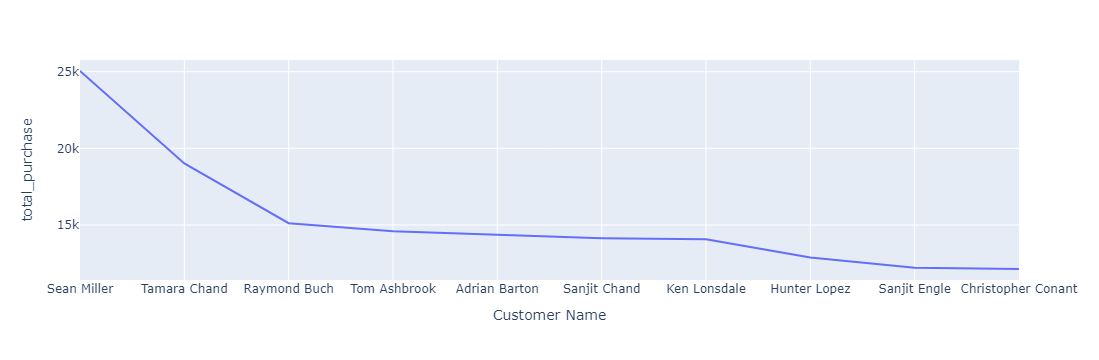 total_purchase
25k
20k
15k
Sean Miller Tamara Chand Raymond Buch Tom Ashbrook Adrian Barton Sanjit Chand Ken Lonsdale Hunter Lopez Sanjit Engle Christopher Conant
Customer Name